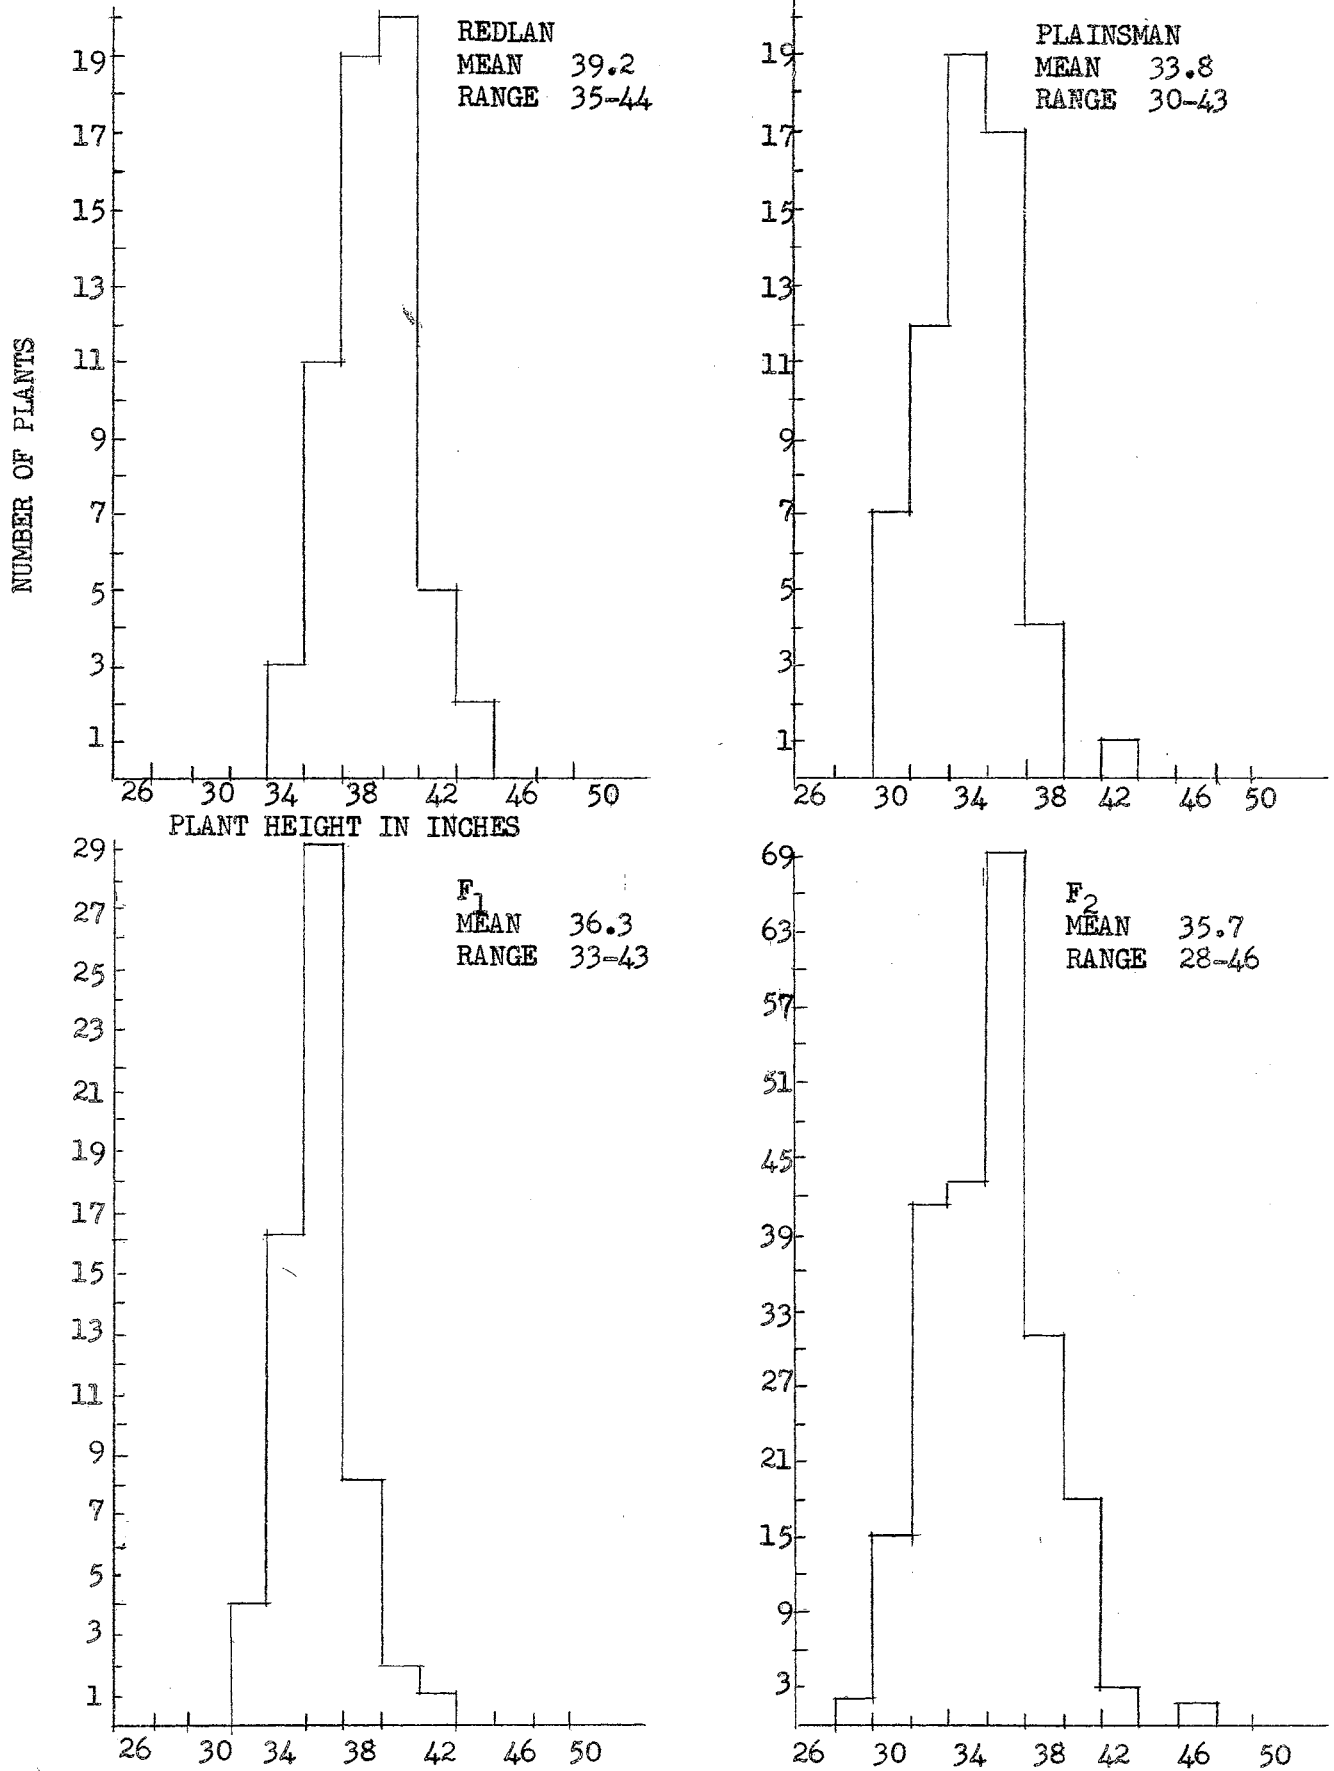 REDLAN
MEAN 39.2
RANGE 35-44
19
17
15
13
11
9
7
5
3
1
NUMBER OF PLANTS
26 30 34 38 42 46 50
PLANT HEIGHT IN INCHES
PLAINSMAN
MEAN 33.8
RANGE 30-43
19
17
15
13
11
9
7
5
3
1
26 30 34 38 42 46 50
F1
MEAN 36.3
RANGE 33-43
29
27
25
23
21
19
17
15
13
11
9
7
5
3
1
26 30 34 38 42 46 50
F2
MEAN 35.7
RANGE 28-46
69
63
57
51
45
39
33
27
21
15
9
3
26 30 34 38 42 46 50